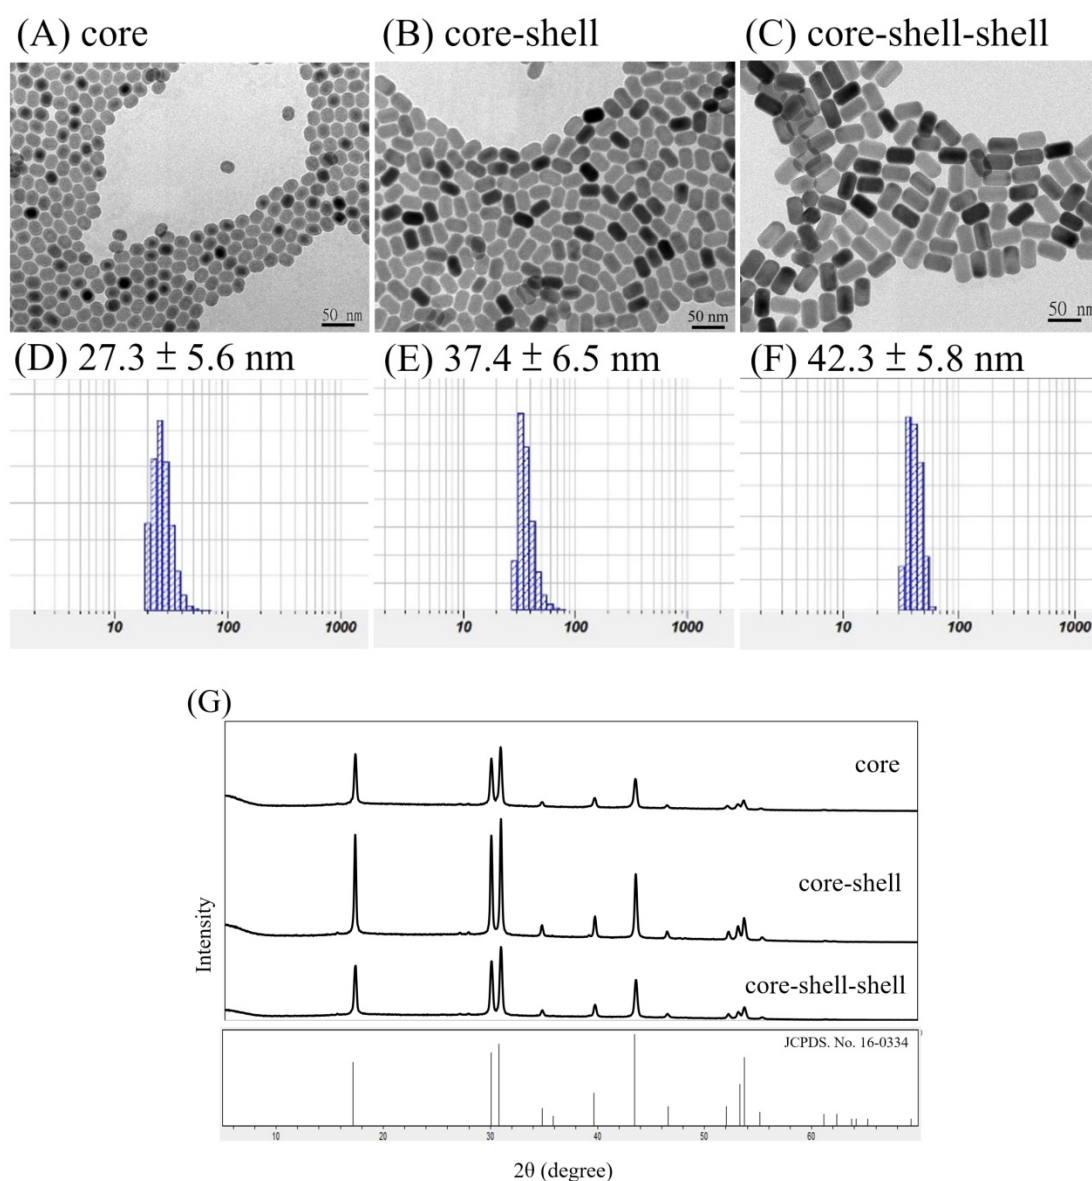 (A) core
(B) core-shell
(C) core-shell-shell
50 nm
50 nm
50 nm
(D) 27.3 ± 5.6 nm
(E) 37.4 ± 6.5 nm
(F) 42.3 ± 5.8 nm
10 100 1000
10 100 1000
10 100 1000
(G)
core
core-shell
core-shell-shell
Intensity
JCPDS. No. 16-0334
10 20 30 40 50 60
2θ (degree)